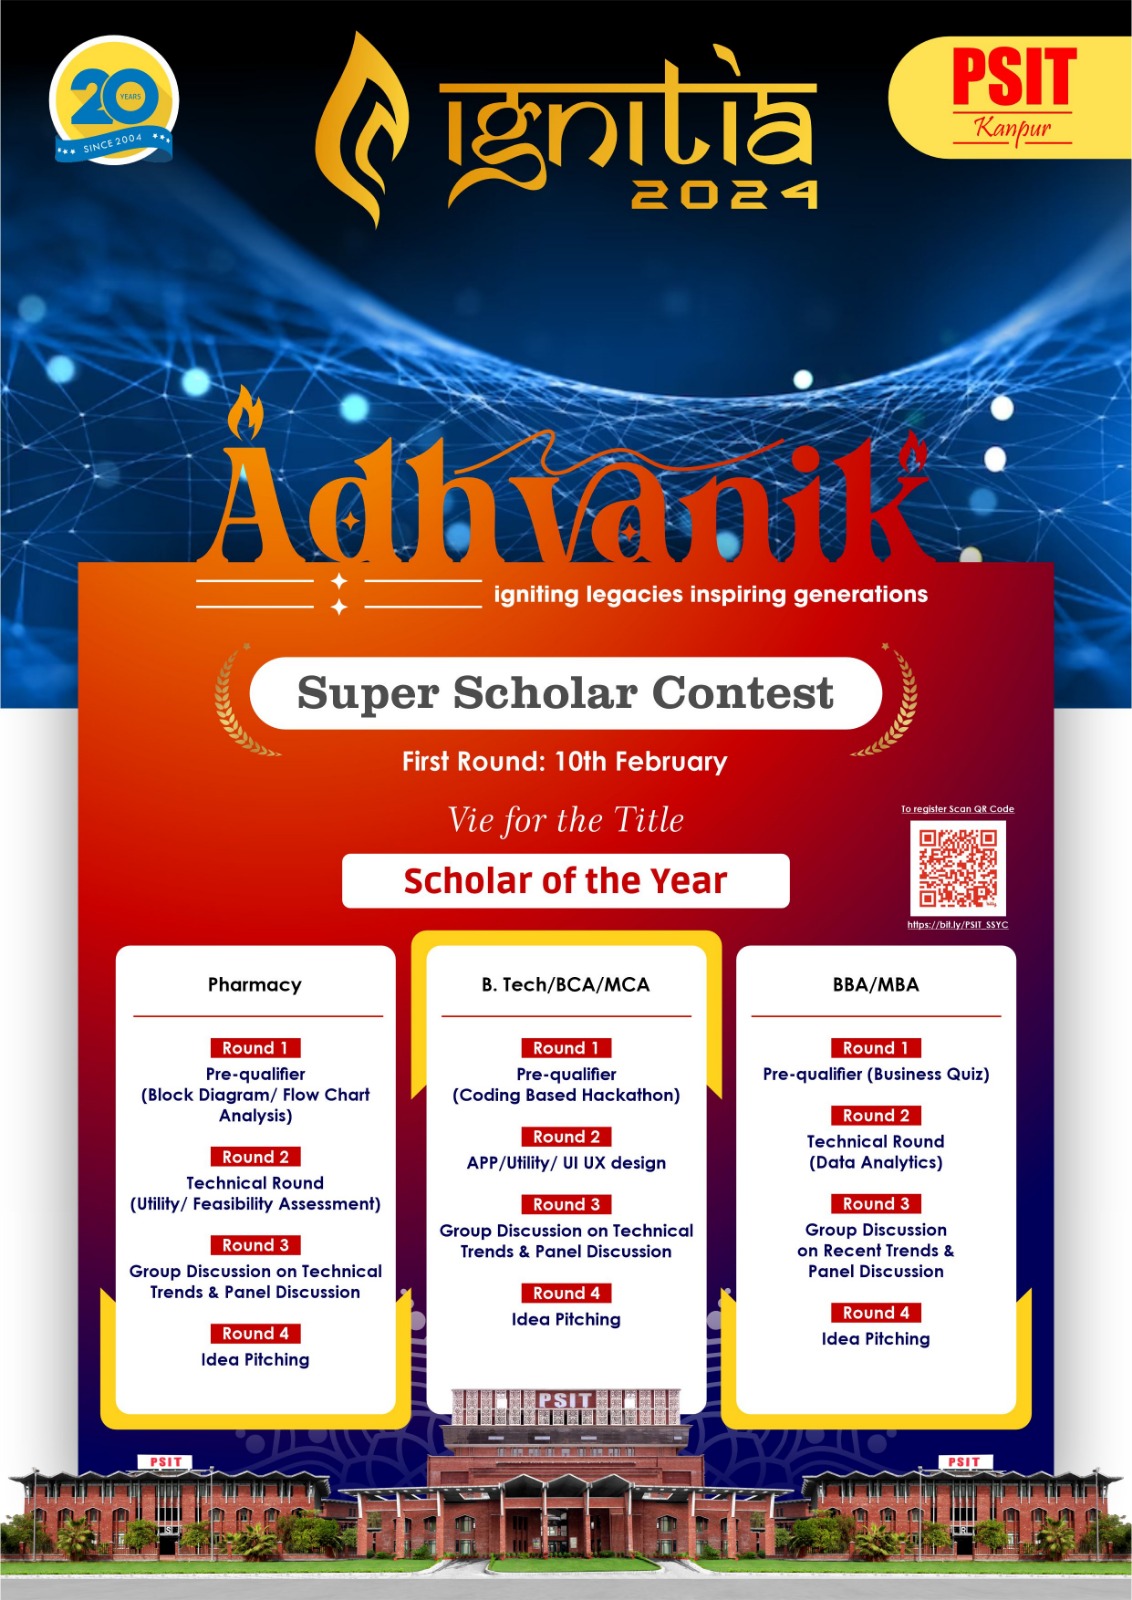 20
YEARS
SINCE 2004
ignitia
2024
PSIT
Kanpur
Adhvanik
igniting legacies inspiring generations
Super Scholar Contest
First Round: 10th February
Vie for the Title
Scholar of the Year
To register Scan QR Code
https://bit.ly/PSIT_SSYC
Pharmacy
Round 1
Pre-qualifier
(Block Diagram/ Flow Chart
Analysis)
Round 2
Technical Round
(Utility/ Feasibility Assessment)
Round 3
Group Discussion on Technical
Trends & Panel Discussion
Round 4
Idea Pitching
B. Tech/BCA/MCA
Round 1
Pre-qualifier
(Coding Based Hackathon)
Round 2
APP/Utility/ UI UX design
Round 3
Group Discussion on Technical
Trends & Panel Discussion
Round 4
Idea Pitching
BBA/MBA
Round 1
Pre-qualifier (Business Quiz)
Round 2
Technical Round
(Data Analytics)
Round 3
Group Discussion
on Recent Trends &
Panel Discussion
Round 4
Idea Pitching
PSIT
PSIT
PSIT